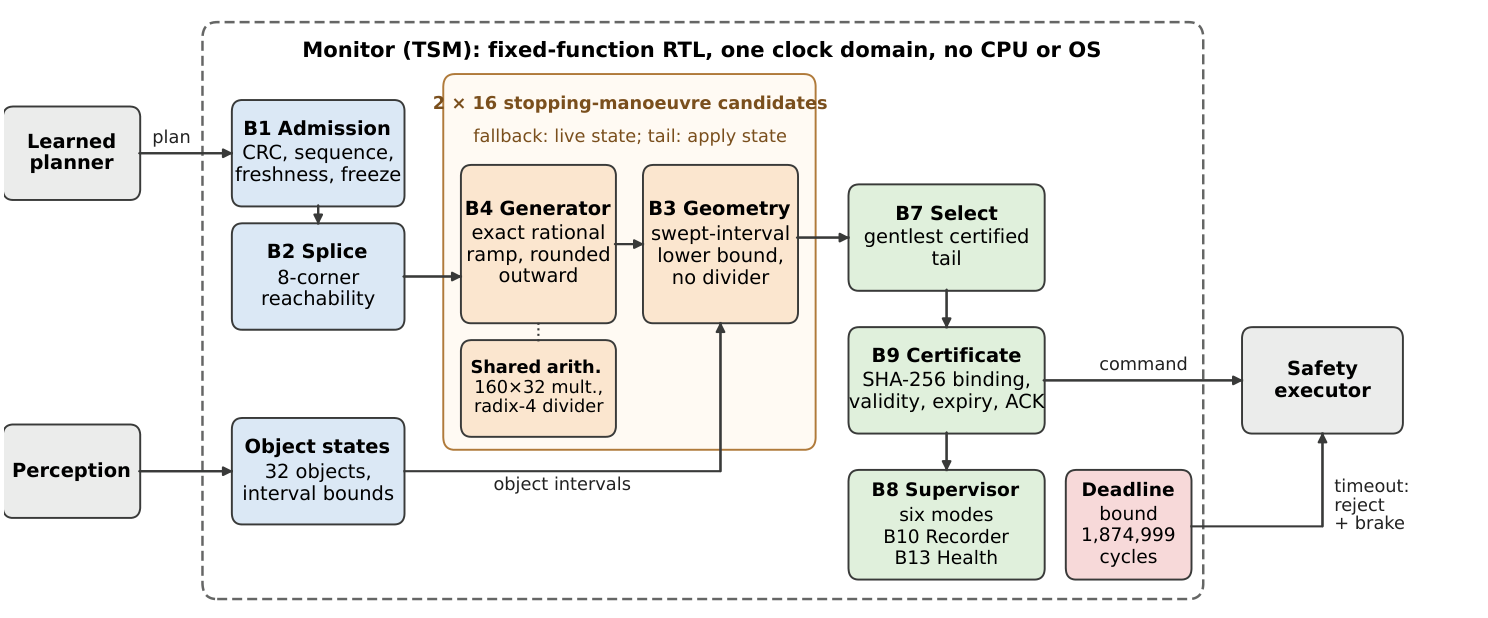 Monitor (TSM): fixed-function RTL, one clock domain, no CPU or OS
Learned
planner
plan
B1 Admission
CRC, sequence,
freshness, freeze
B2 Splice
8-corner
reachability
2 × 16 stopping-manoeuvre candidates
fallback: live state; tail: apply state
B4 Generator
exact rational
ramp, rounded
outward
B3 Geometry
swept-interval
lower bound,
no divider
Shared arith.
160×32 mult.,
radix-4 divider
Perception
Object states
32 objects,
interval bounds
object intervals
B7 Select
gentlest certified
tail
B9 Certificate
SHA-256 binding,
validity, expiry, ACK
command
Safety
executor
B8 Supervisor
six modes
B10 Recorder
B13 Health
Deadline
bound
1,874,999
cycles
timeout:
reject
+ brake